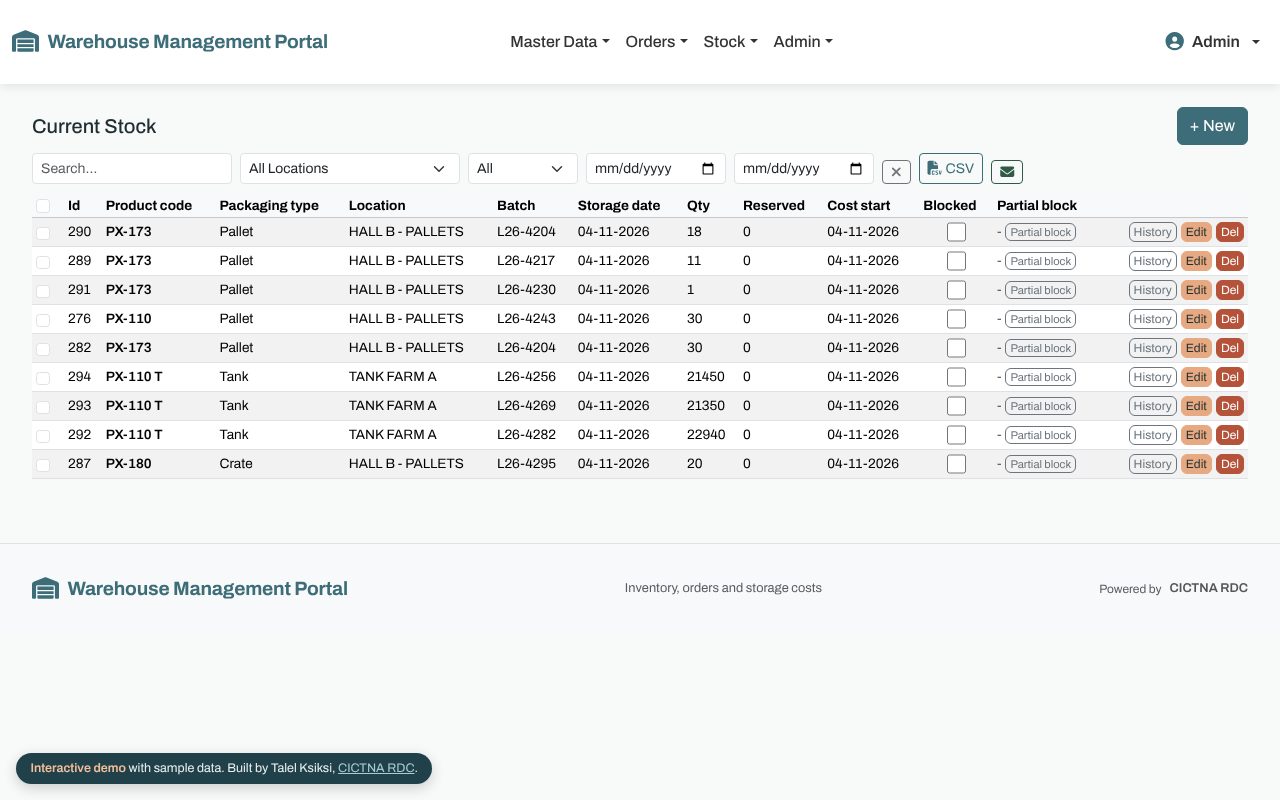 Warehouse Management Portal Master Data Orders Stock Admin Admin
Current Stock + New
Search... All Locations All mm/dd/yyyy mm/dd/yyyy CSV CSV
Id Product code Packaging type Location Batch Storage date Qty Reserved Cost start Blocked Partial block
290 PX-173 Pallet HALL B - PALLETS L26-4204 04-11-2026 18 0 04-11-2026 - Partial block History Edit Del
289 PX-173 Pallet HALL B - PALLETS L26-4217 04-11-2026 11 0 04-11-2026 - Partial block History Edit Del
291 PX-173 Pallet HALL B - PALLETS L26-4230 04-11-2026 1 0 04-11-2026 - Partial block History Edit Del
276 PX-110 Pallet HALL B - PALLETS L26-4243 04-11-2026 30 0 04-11-2026 - Partial block History Edit Del
282 PX-173 Pallet HALL B - PALLETS L26-4204 04-11-2026 30 0 04-11-2026 - Partial block History Edit Del
294 PX-110 T Tank TANK FARM A L26-4256 04-11-2026 21450 0 04-11-2026 - Partial block History Edit Del
293 PX-110 T Tank TANK FARM A L26-4269 04-11-2026 21350 0 04-11-2026 - Partial block History Edit Del
292 PX-110 T Tank TANK FARM A L26-4282 04-11-2026 22940 0 04-11-2026 - Partial block History Edit Del
287 PX-180 Crate HALL B - PALLETS L26-4295 04-11-2026 20 0 04-11-2026 - Partial block History Edit Del
Warehouse Management Portal Inventory, orders and storage costs Powered by CICTNA RDC
Interactive demo with sample data. Built by Talel Ksiksi, CICTNA RDC.